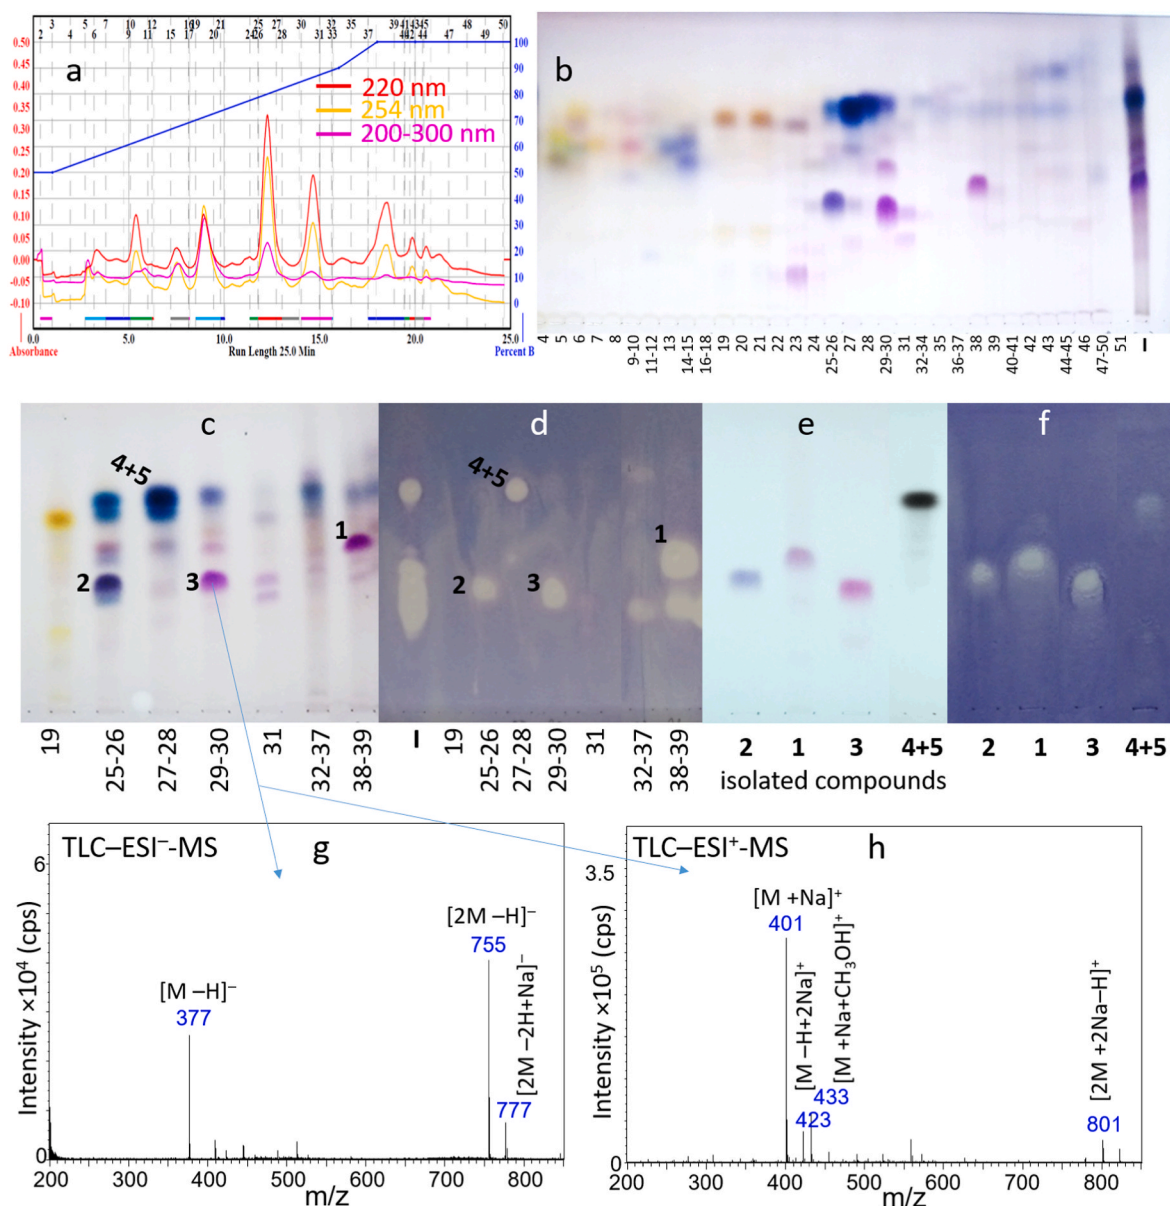 1 3 5 7 10 12 16 18 19 22 25 27 30 33 35 39 41 43 45 48 50
2 4 6 9 11 15 17 20 24 26 28 31 32 37 40 42 44 47 49
a
220 nm
254 nm
200-300 nm
0.50
0.45
0.40
0.35
0.30
0.25
0.20
0.15
0.10
0.05
0.00
-0.05
-0.10
100
90
80
70
60
50
40
30
20
10
0
0.0 5.0 10.0 15.0 20.0 25.0
Absorbance Run Length 25.0 Min Percent B
b
4 5 6 7 8 9-10 11-12 13 14-15 16-18 19 20 21 22 23 24 25-26 27 28 29-30 31 32-34 35 36-37 38 39 40-41 42 43 44-45 46 47-50 51 I
c
4+5
2
3
1
19 25-26 27-28 29-30 31 32-37 38-39
d
4+5
2
3
1
I 19 25-26 27-28 29-30 31 32-37 38-39
e
2 1 3 4+5
f
2 1 3 4+5
isolated compounds
TLC–ESI⁻-MS
g
6
0
Intensity ×10⁴ (cps)
[M –H]⁻
377
[2M –H]⁻
755
[2M –2H+Na]⁻
777
200 300 400 500 600 700 800
m/z
TLC–ESI⁺-MS
h
3.5
0
Intensity ×10⁵ (cps)
[M +Na]⁺
401
[M –H+2Na]⁺
423
[M +Na+CH₃OH]⁺
433
[2M +2Na–H]⁺
801
200 300 400 500 600 700 800
m/z